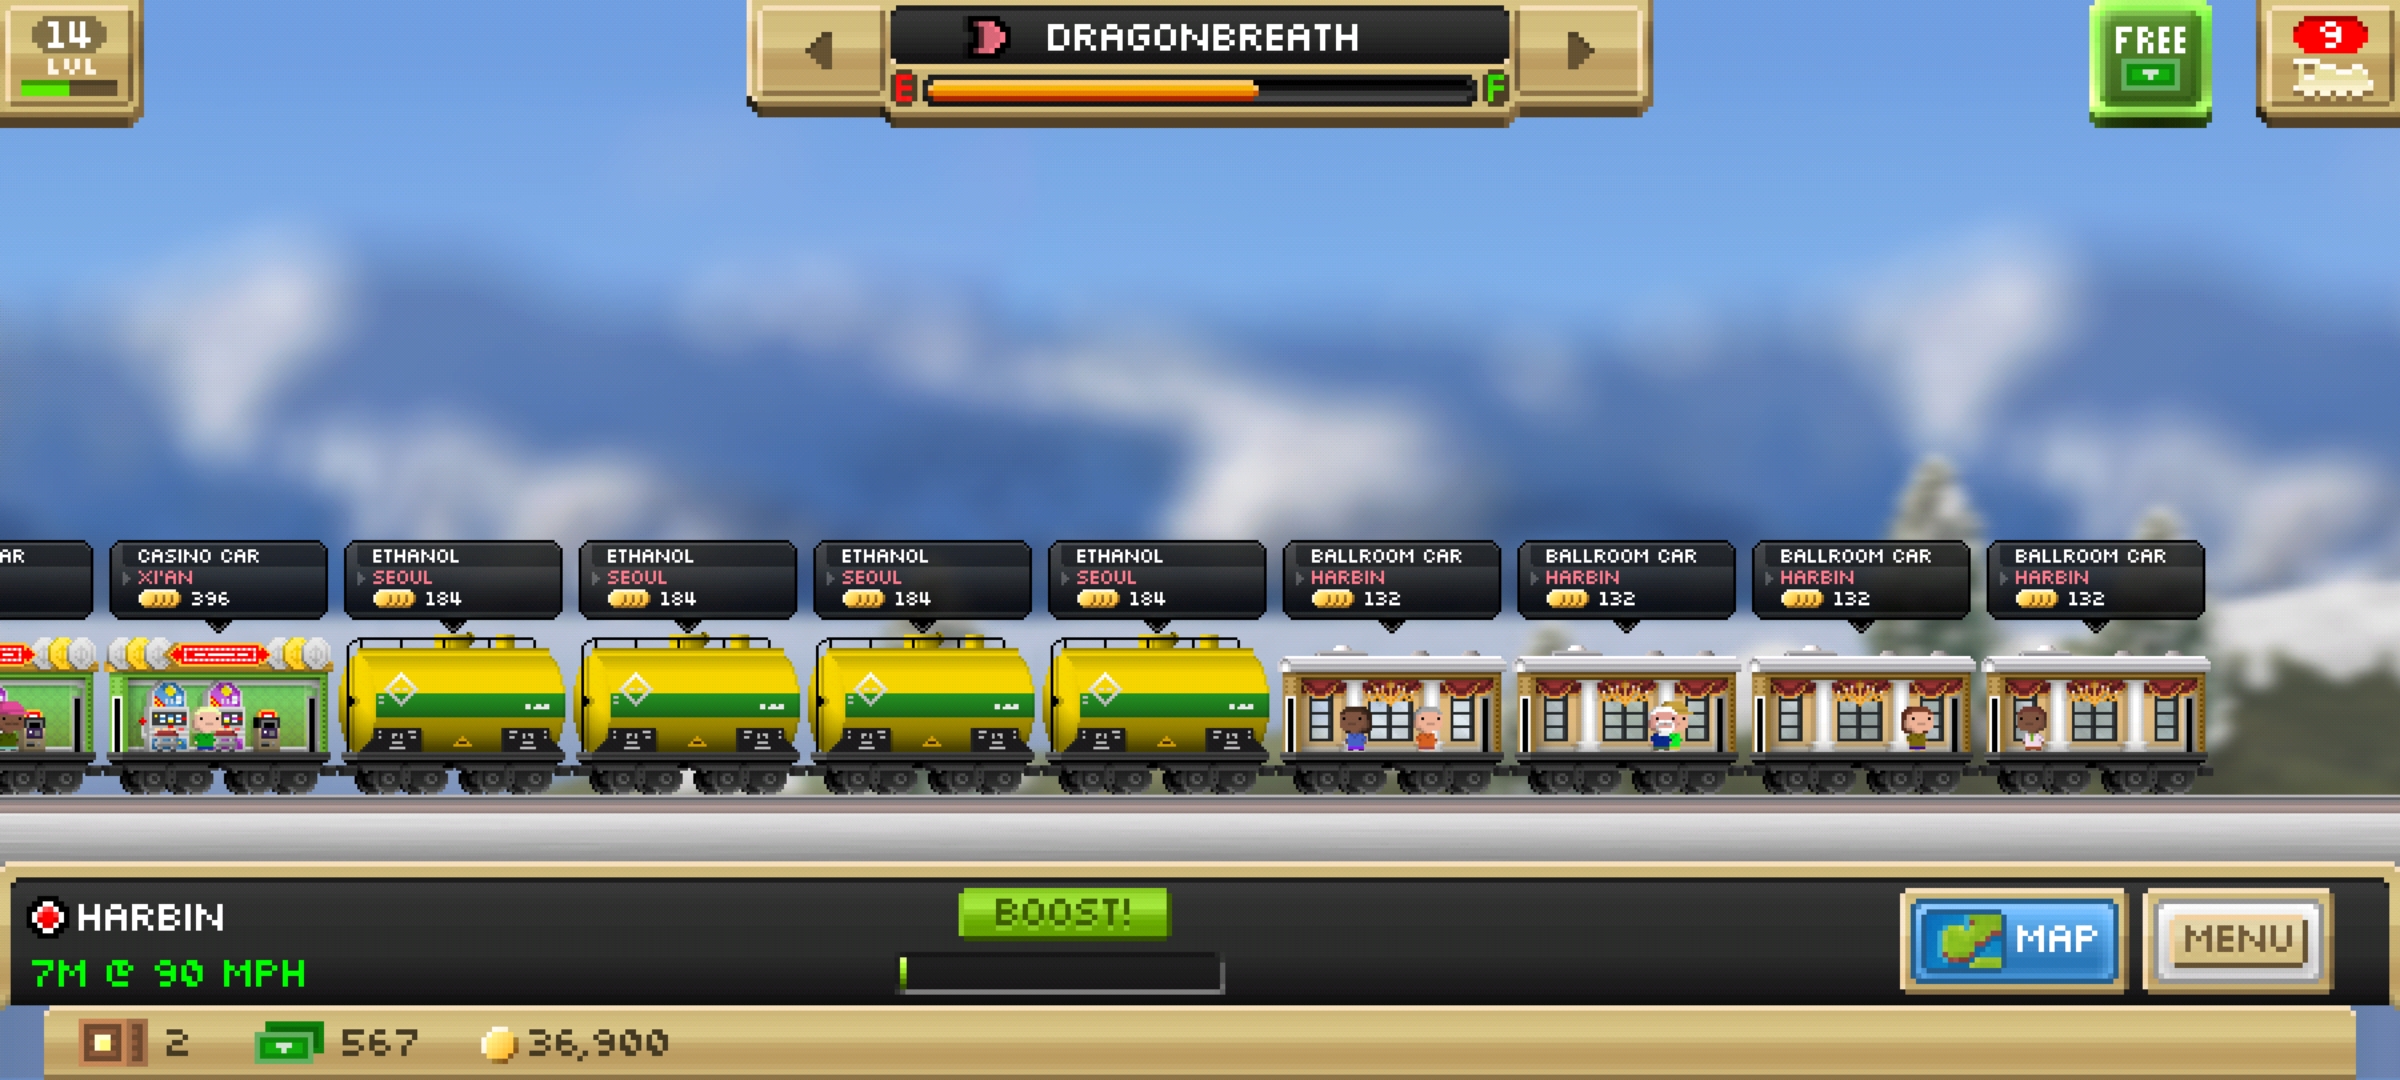 14
LVL
DRAGONBREATH
E F
FREE
9
AR
CASINO CAR
XI'AN
396
ETHANOL
SEOUL
184
ETHANOL
SEOUL
184
ETHANOL
SEOUL
184
ETHANOL
SEOUL
184
BALLROOM CAR
HARBIN
132
BALLROOM CAR
HARBIN
132
BALLROOM CAR
HARBIN
132
BALLROOM CAR
HARBIN
132
HARBIN
7M @ 90 MPH
BOOST!
MAP
MENU
2
567
36,900